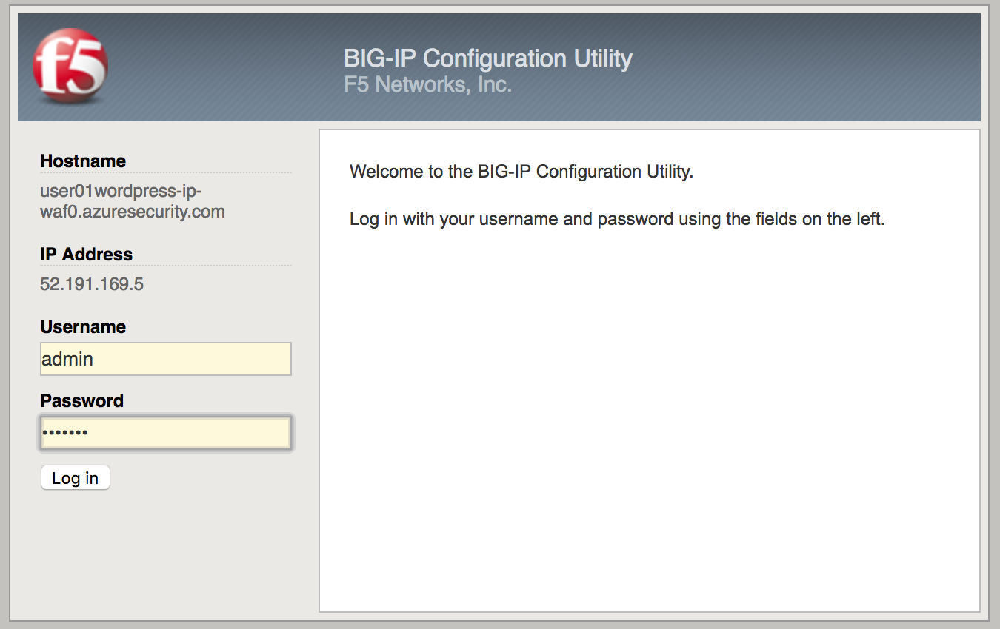 f5
BIG-IP Configuration Utility
F5 Networks, Inc.
Hostname
user01wordpress-ip-
waf0.azuresecurity.com
IP Address
52.191.169.5
Username
admin
Password
•••••••
Log in
Welcome to the BIG-IP Configuration Utility.
Log in with your username and password using the fields on the left.